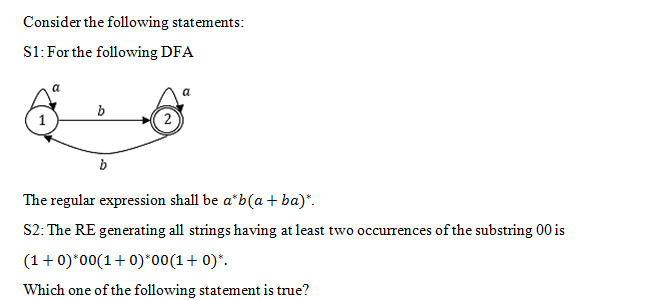 Consider the following statements:
S1: For the following DFA
a
a
b
1
2
b
The regular expression shall be a*b(a + ba)*.
S2: The RE generating all strings having at least two occurrences of the substring 00 is
(1 + 0)*00(1 + 0)*00(1 + 0)*.
Which one of the following statement is true?